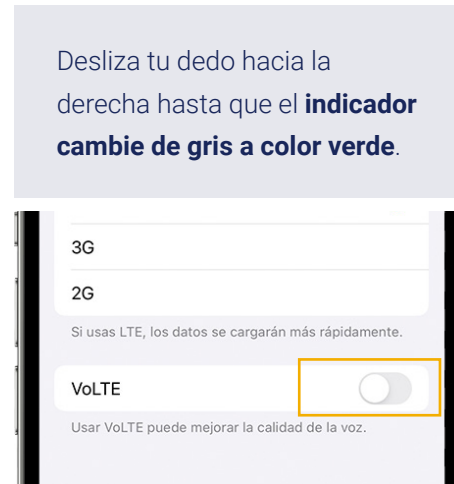 Desliza tu dedo hacia la
derecha hasta que el indicador
cambie de gris a color verde.
3G
2G
Si usas LTE, los datos se cargarán más rápidamente.
VoLTE
Usar VoLTE puede mejorar la calidad de la voz.